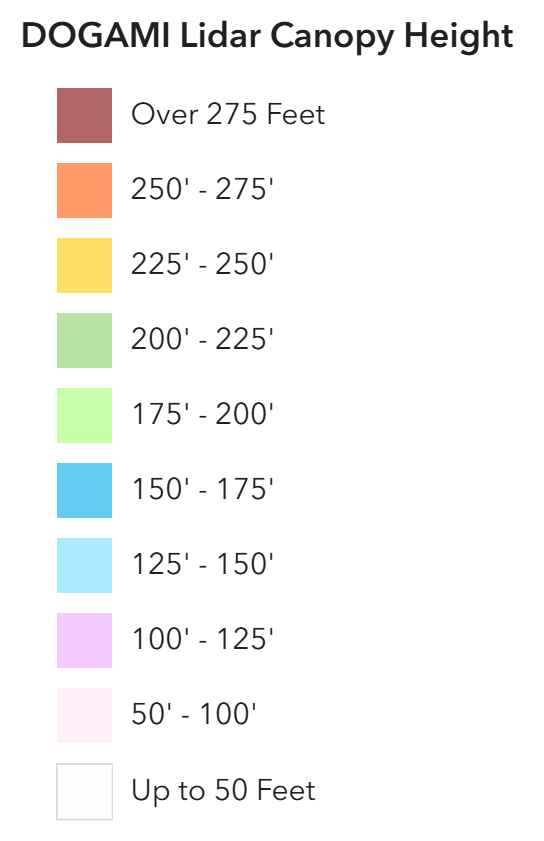 DOGAMI Lidar Canopy Height
Over 275 Feet
250' - 275'
225' - 250'
200' - 225'
175' - 200'
150' - 175'
125' - 150'
100' - 125'
50' - 100'
Up to 50 Feet